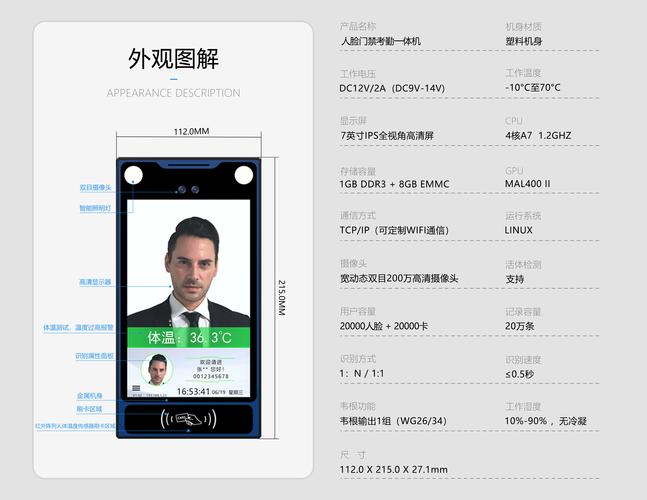 外观图解
APPEARANCE DESCRIPTION
112.0MM
215.0MM
双目摄像头
智能照明灯
高清显示器
体温测试、温度过高报警
识别属性面板
金属机身
刷卡区域
红外阵列人体温度传感器刷卡区域
体温：36.3℃
欢迎请进
张** 您好！
0012345678
16:53:41 06/19 星期三
产品名称
人脸门禁考勤一体机
机身材质
塑料机身
工作电压
DC12V/2A（DC9V-14V）
工作温度
-10°C至70°C
显示屏
7英寸IPS全视角高清屏
CPU
4核A7 1.2GHZ
存储容量
1GB DDR3 + 8GB EMMC
GPU
MAL400 II
通信方式
TCP/IP（可定制WIFI通信）
运行系统
LINUX
摄像头
宽动态双目200万高清摄像头
活体检测
支持
用户容量
20000人脸 + 20000卡
记录容量
20万条
识别方式
1：N / 1:1
识别速度
≤0.5秒
韦根功能
韦根输出1组（WG26/34）
工作湿度
10%-90% ，无冷凝
尺 寸
112.0 X 215.0 X 27.1mm